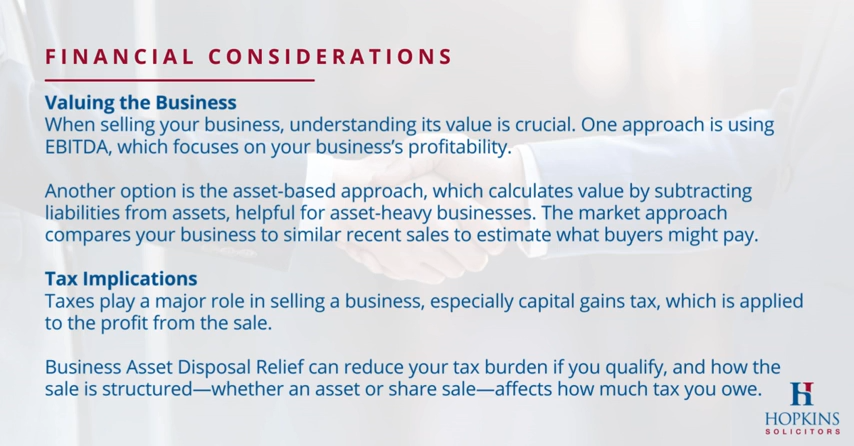 FINANCIAL CONSIDERATIONS
Valuing the Business
When selling your business, understanding its value is crucial. One approach is using
EBITDA, which focuses on your business’s profitability.
Another option is the asset-based approach, which calculates value by subtracting
liabilities from assets, helpful for asset-heavy businesses. The market approach
compares your business to similar recent sales to estimate what buyers might pay.
Tax Implications
Taxes play a major role in selling a business, especially capital gains tax, which is applied
to the profit from the sale.
Business Asset Disposal Relief can reduce your tax burden if you qualify, and how the
sale is structured—whether an asset or share sale—affects how much tax you owe.
H
HOPKINS
SOLICITORS